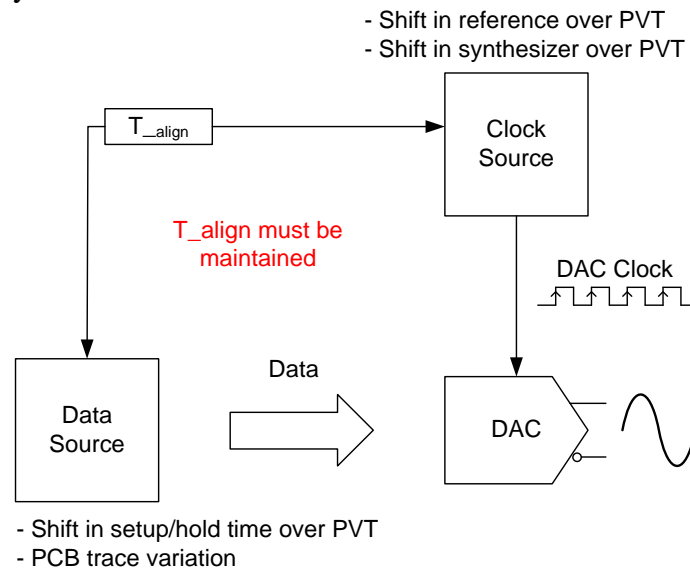 - Shift in reference over PVT
- Shift in synthesizer over PVT
T_align
Clock
Source
T_align must be
maintained
DAC Clock
Data
Data
Source
DAC
- Shift in setup/hold time over PVT
- PCB trace variation